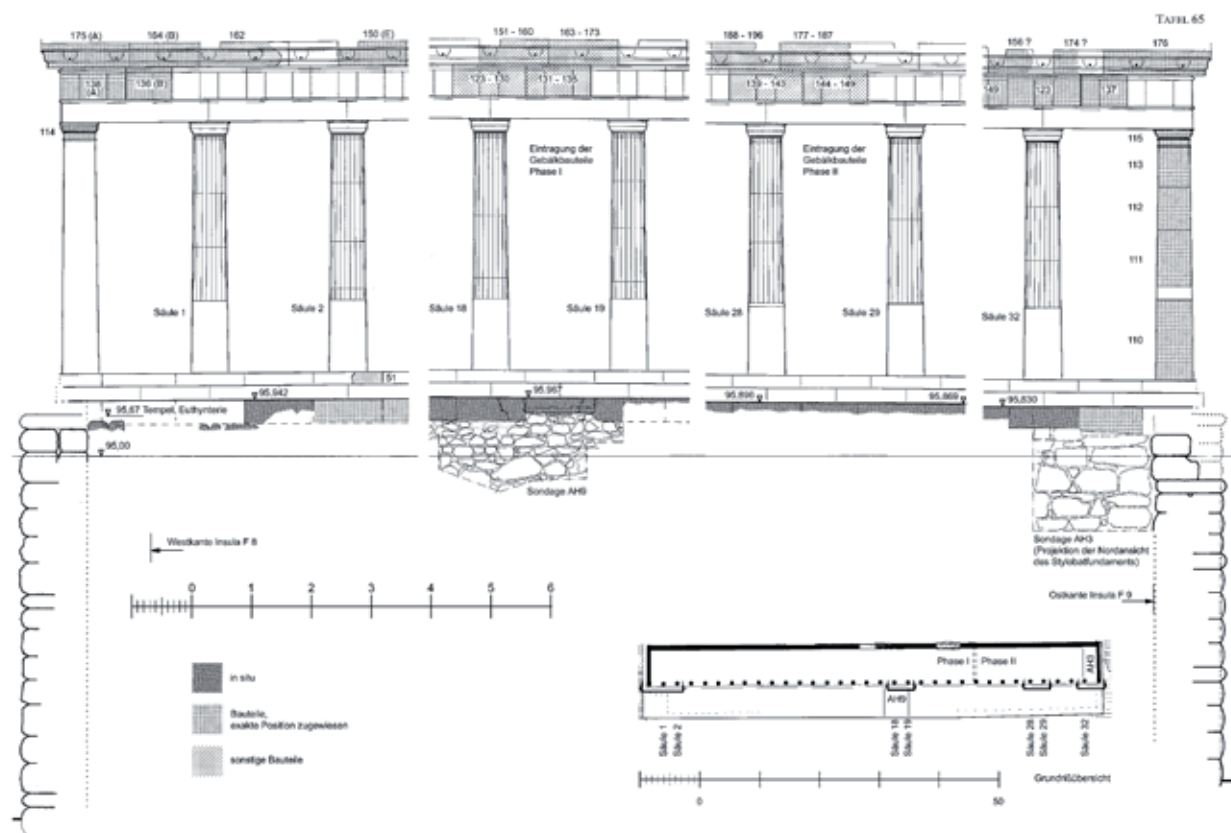 TAFEL 65
175 (A) 164 (B) 162 150 (E)
151 - 160 163 - 173
188 - 196 177 - 187
156 ? 174 ? 176
138 (A) 136 (B)
123 - 130 131 - 135
139 - 143 144 - 149
149 123 137
114
115
113
112
111
110
Eintragung der
Gebälkbauteile
Phase I
Eintragung der
Gebälkbauteile
Phase II
Säule 1
Säule 2
Säule 18
Säule 19
Säule 28
Säule 29
Säule 32
51
95,67 Tempel, Euthynterie
95,942
95,967
95,896
95,869
95,830
95,00
Sondage AH9
Sondage AH3
(Projektion der Nordansicht
des Stylobatfundaments)
Westkante Insula F 8
Ostkante Insula F 9
0 1 2 3 4 5 6
in situ
Bauteile,
exakte Position zugewiesen
sonstige Bauteile
Phase I Phase II
AH3
AH9
Säule 1
Säule 2
Säule 18
Säule 19
Säule 28
Säule 29
Säule 32
Grundrißübersicht
0 50